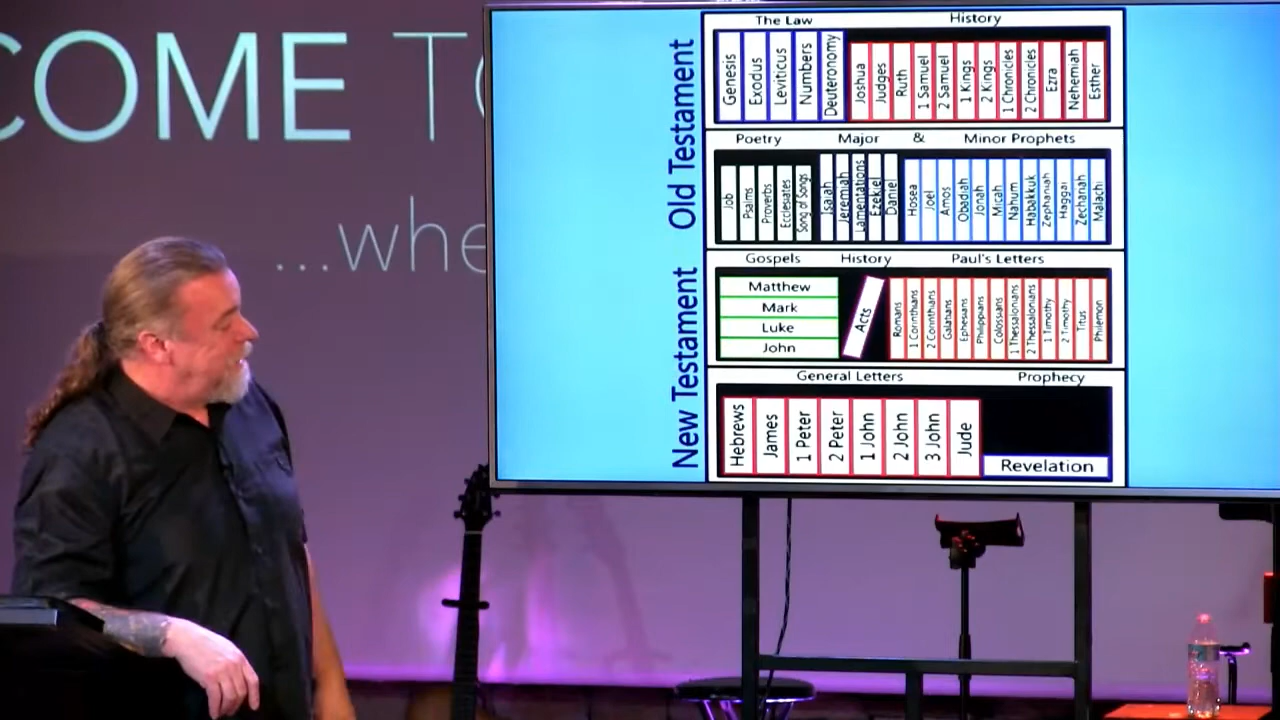 COME TO
...whe
Old Testament
The Law History
Genesis
Exodus
Leviticus
Numbers
Deuteronomy
Joshua
Judges
Ruth
1 Samuel
2 Samuel
1 Kings
2 Kings
1 Chronicles
2 Chronicles
Ezra
Nehemiah
Esther
Poetry Major & Minor Prophets
Job
Psalms
Proverbs
Ecclesiates
Song of Songs
Isaiah
Jeremiah
Lamentations
Ezekiel
Daniel
Hosea
Joel
Amos
Obadiah
Jonah
Micah
Nahum
Habakkuk
Zephaniah
Haggai
Zechariah
Malachi
New Testament
Gospels History Paul's Letters
Matthew
Mark
Luke
John
Acts
Romans
1 Corinthians
2 Corinthians
Galatians
Ephesians
Philippians
Colossians
1 Thessalonians
2 Thessalonians
1 Timothy
2 Timothy
Titus
Philemon
General Letters Prophecy
Hebrews
James
1 Peter
2 Peter
1 John
2 John
3 John
Jude
Revelation